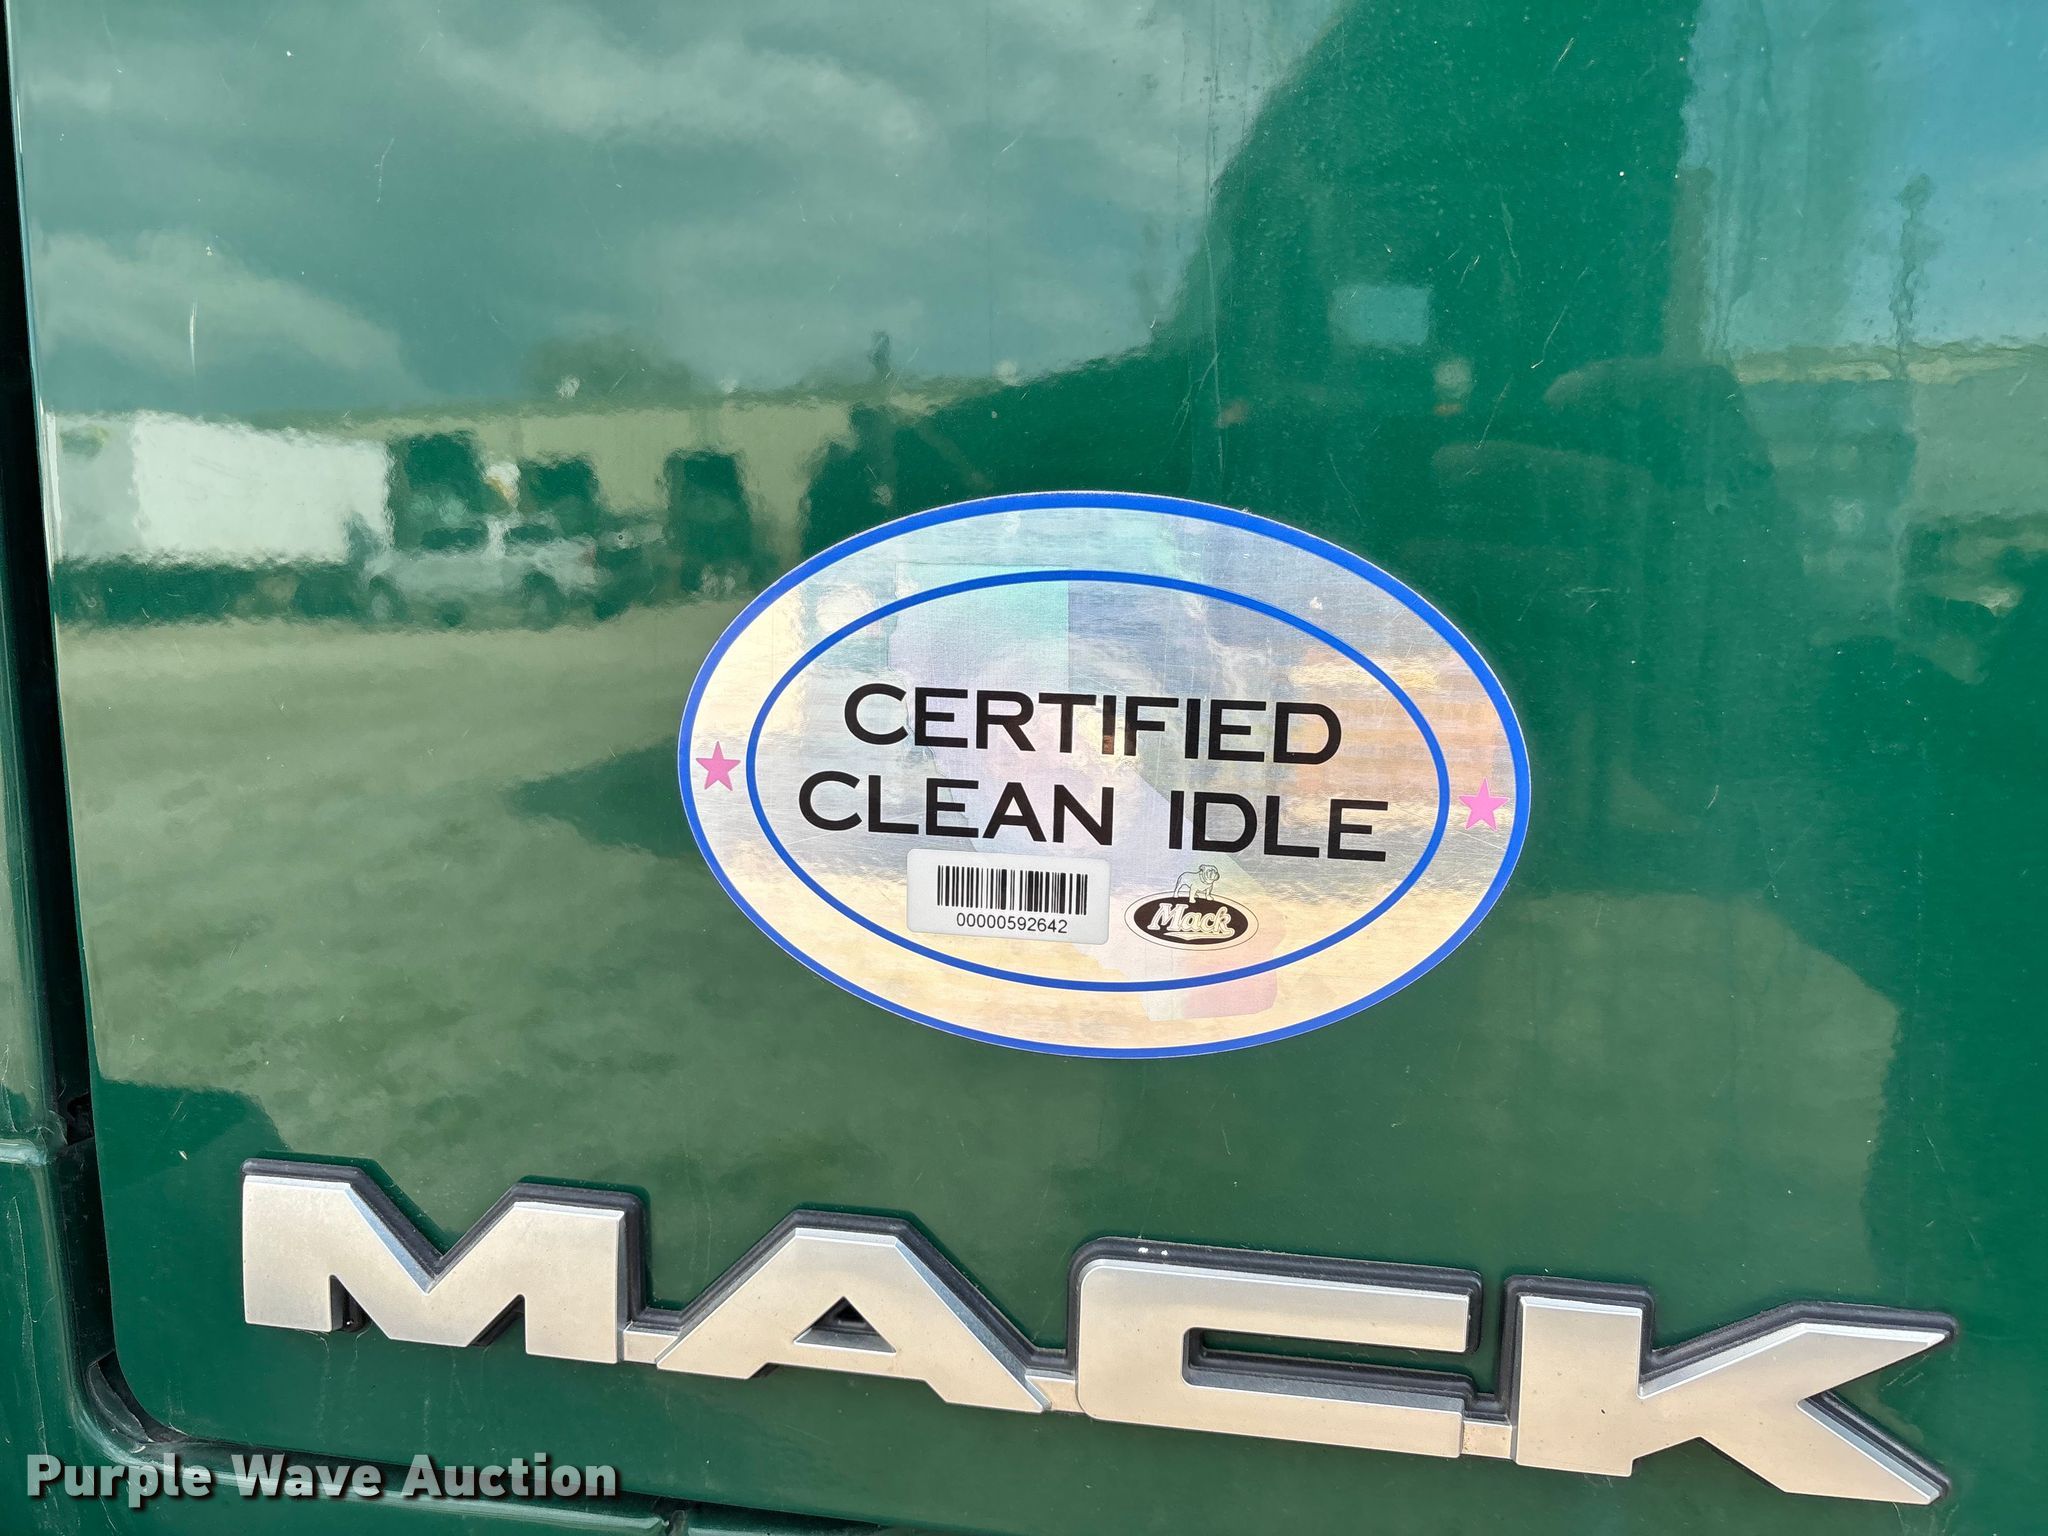 CERTIFIED
CLEAN IDLE
00000592642
Mack
MACK
Purple Wave Auction